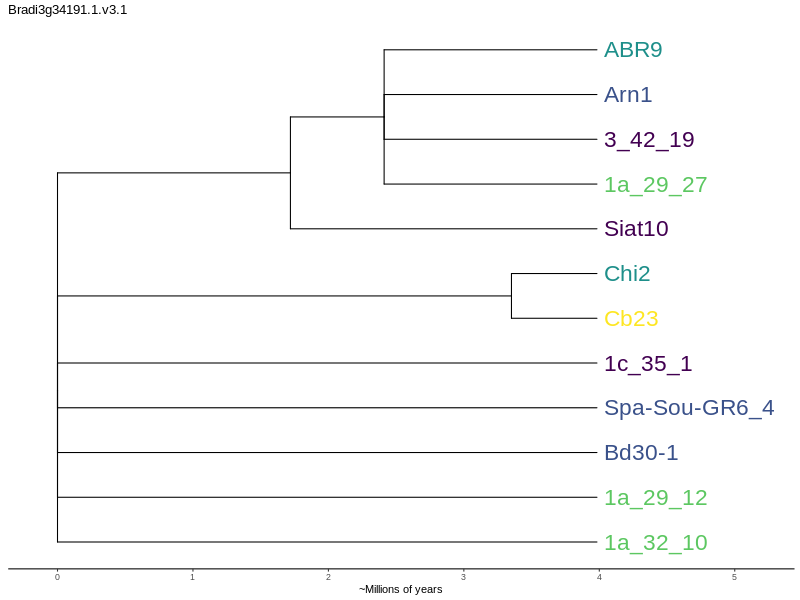 Bradi3g34191.1.v3.1
ABR9
Arn1
3_42_19
1a_29_27
Siat10
Chi2
Cb23
1c_35_1
Spa-Sou-GR6_4
Bd30-1
1a_29_12
1a_32_10
0 1 2 3 4 5
~Millions of years